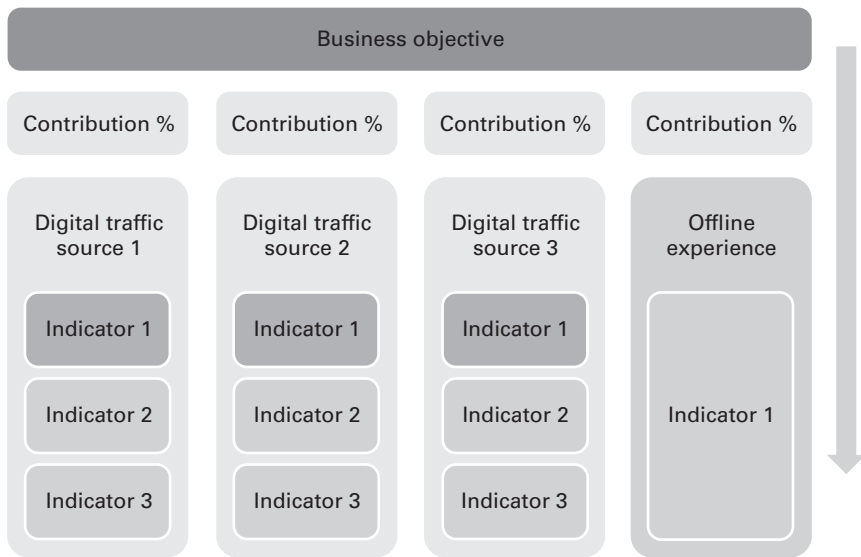 Business objective
Contribution %
Contribution %
Contribution %
Contribution %
Digital traffic
source 1
Indicator 1
Indicator 2
Indicator 3
Digital traffic
source 2
Indicator 1
Indicator 2
Indicator 3
Digital traffic
source 3
Indicator 1
Indicator 2
Indicator 3
Offline
experience
Indicator 1